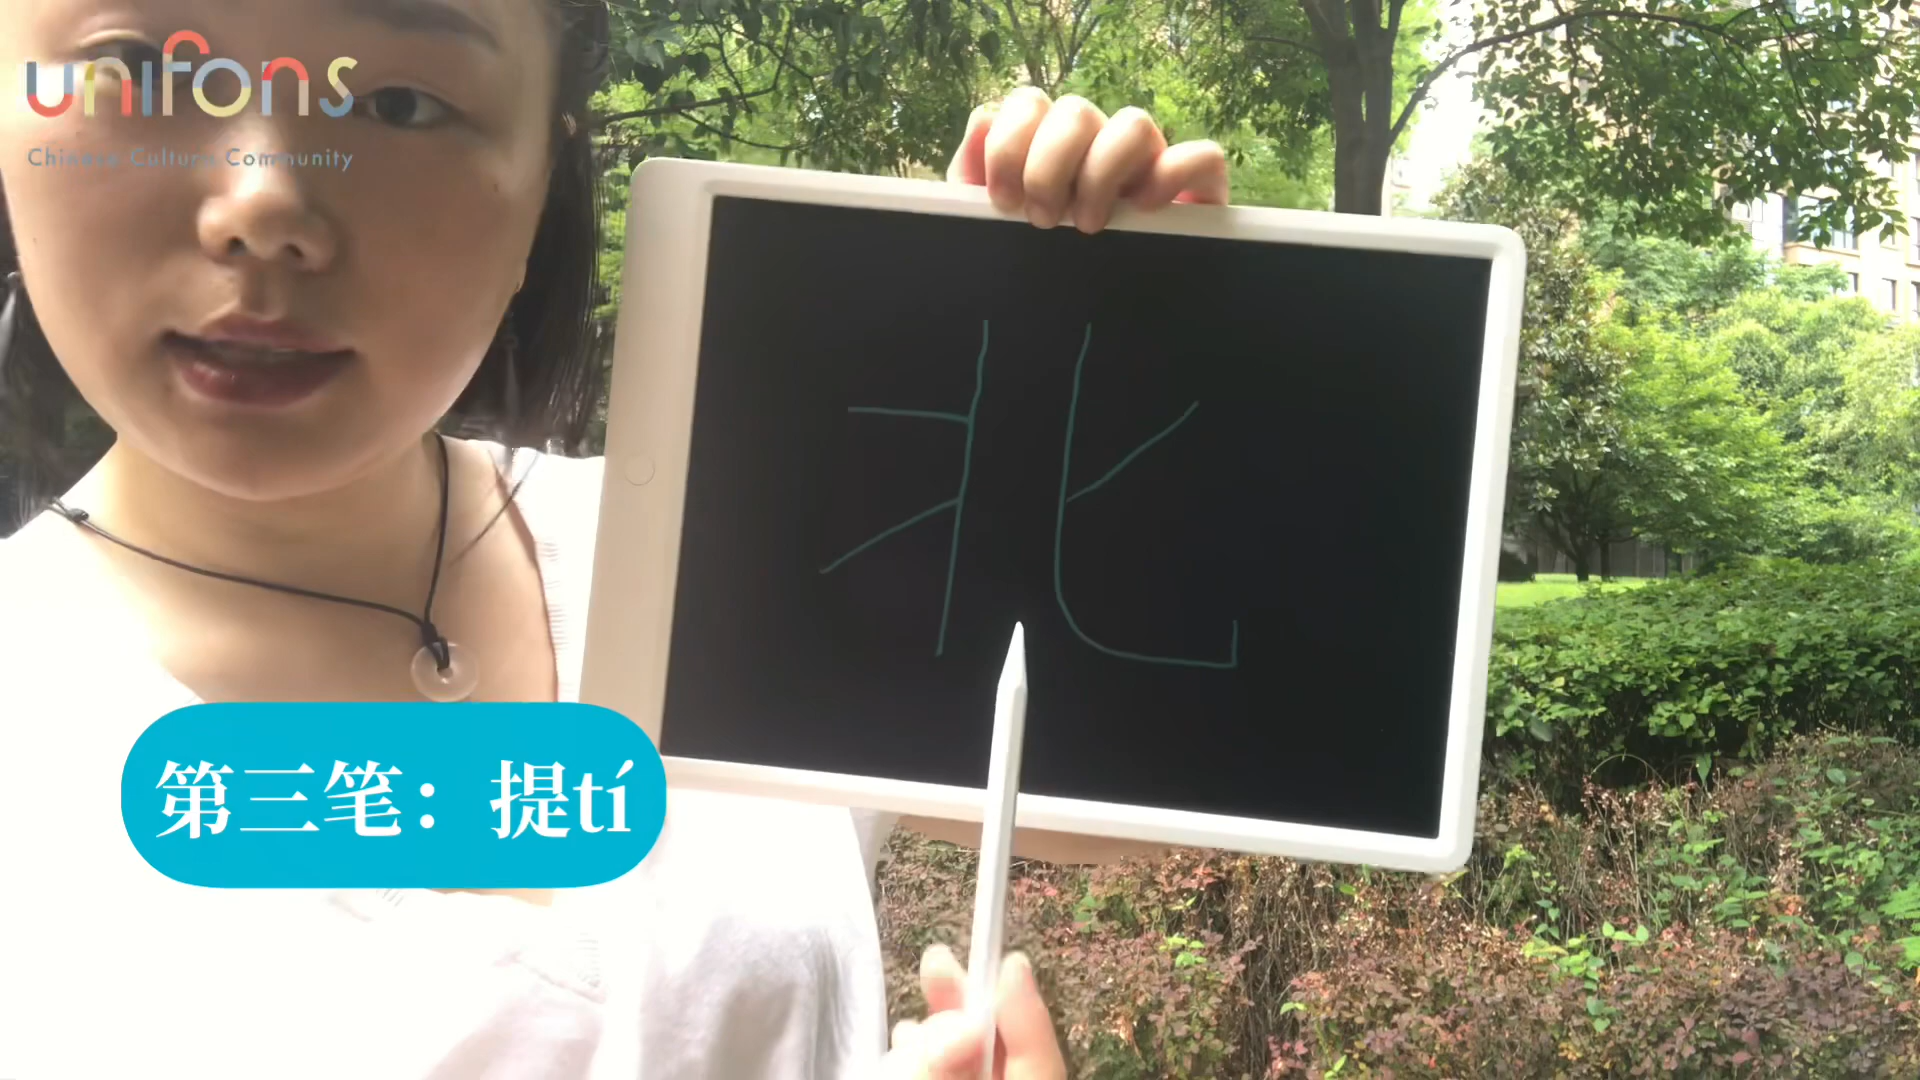 unifons
Chinese Culture Community
北
第三笔：提tí